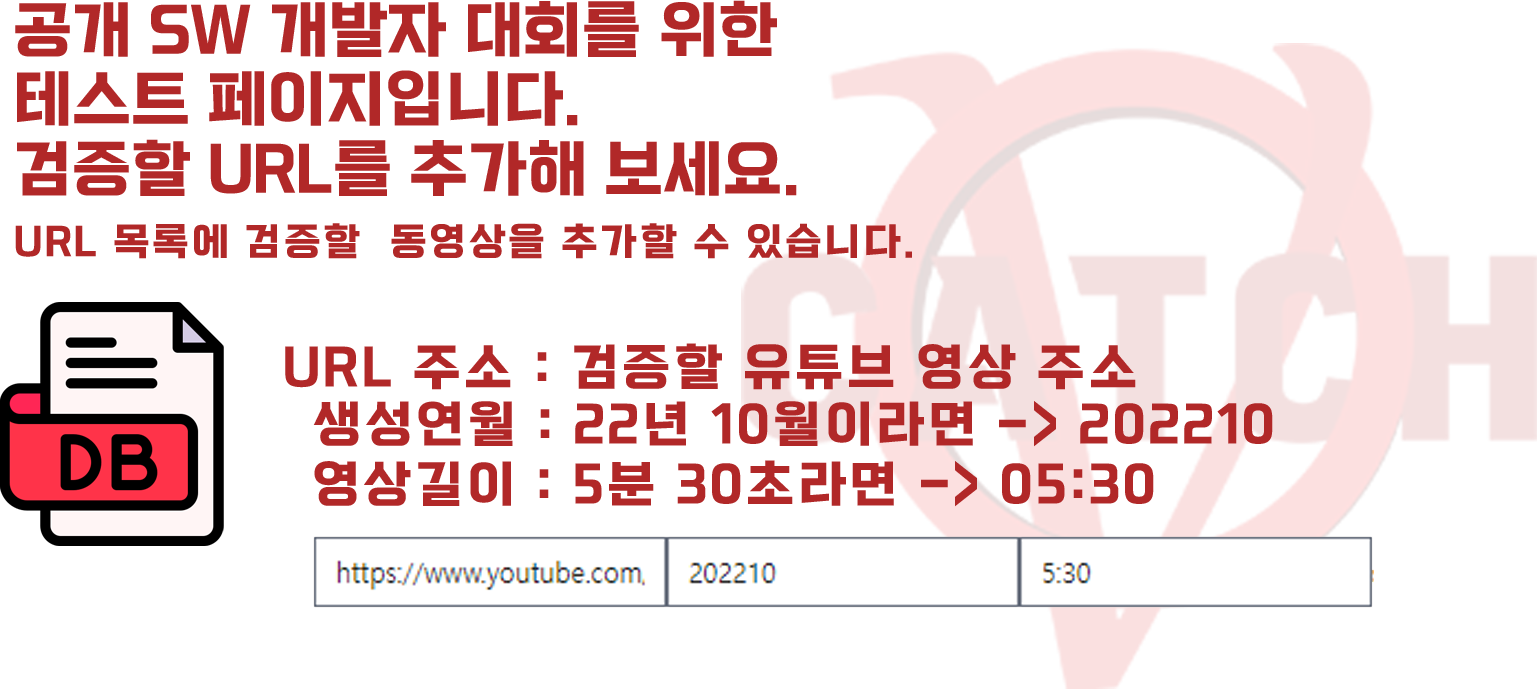 공개 SW 개발자 대회를 위한
테스트 페이지입니다.
검증할 URL를 추가해 보세요.
URL 목록에 검증할 동영상을 추가할 수 있습니다.
CATCH
DB
URL 주소 : 검증할 유튜브 영상 주소
생성연월 : 22년 10월이라면 -> 202210
영상길이 : 5분 30초라면 -> 05:30
https://www.youtube.com, 202210 5:30